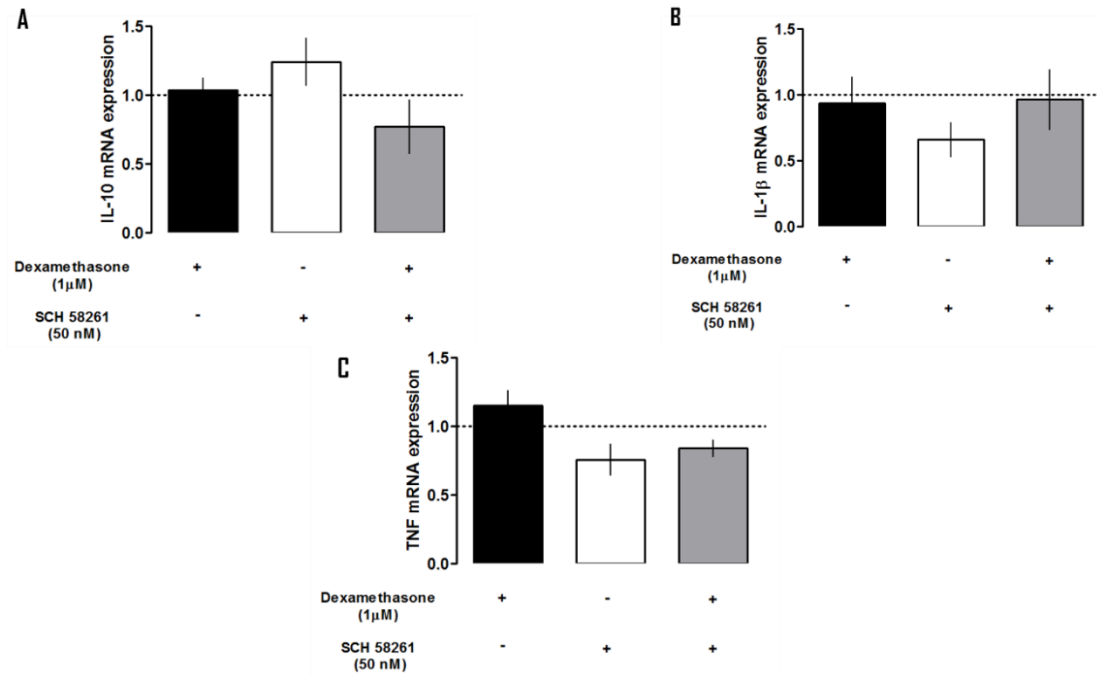 A
IL-10 mRNA expression
1.5
1.0
0.5
0.0
Dexamethasone + - +
(1μM)
SCH 58261 - + +
(50 nM)
B
IL-1β mRNA expression
1.5
1.0
0.5
0.0
Dexamethasone + - +
(1μM)
SCH 58261 - + +
(50 nM)
C
TNF mRNA expression
1.5
1.0
0.5
0.0
Dexamethasone + - +
(1μM)
SCH 58261 - + +
(50 nM)